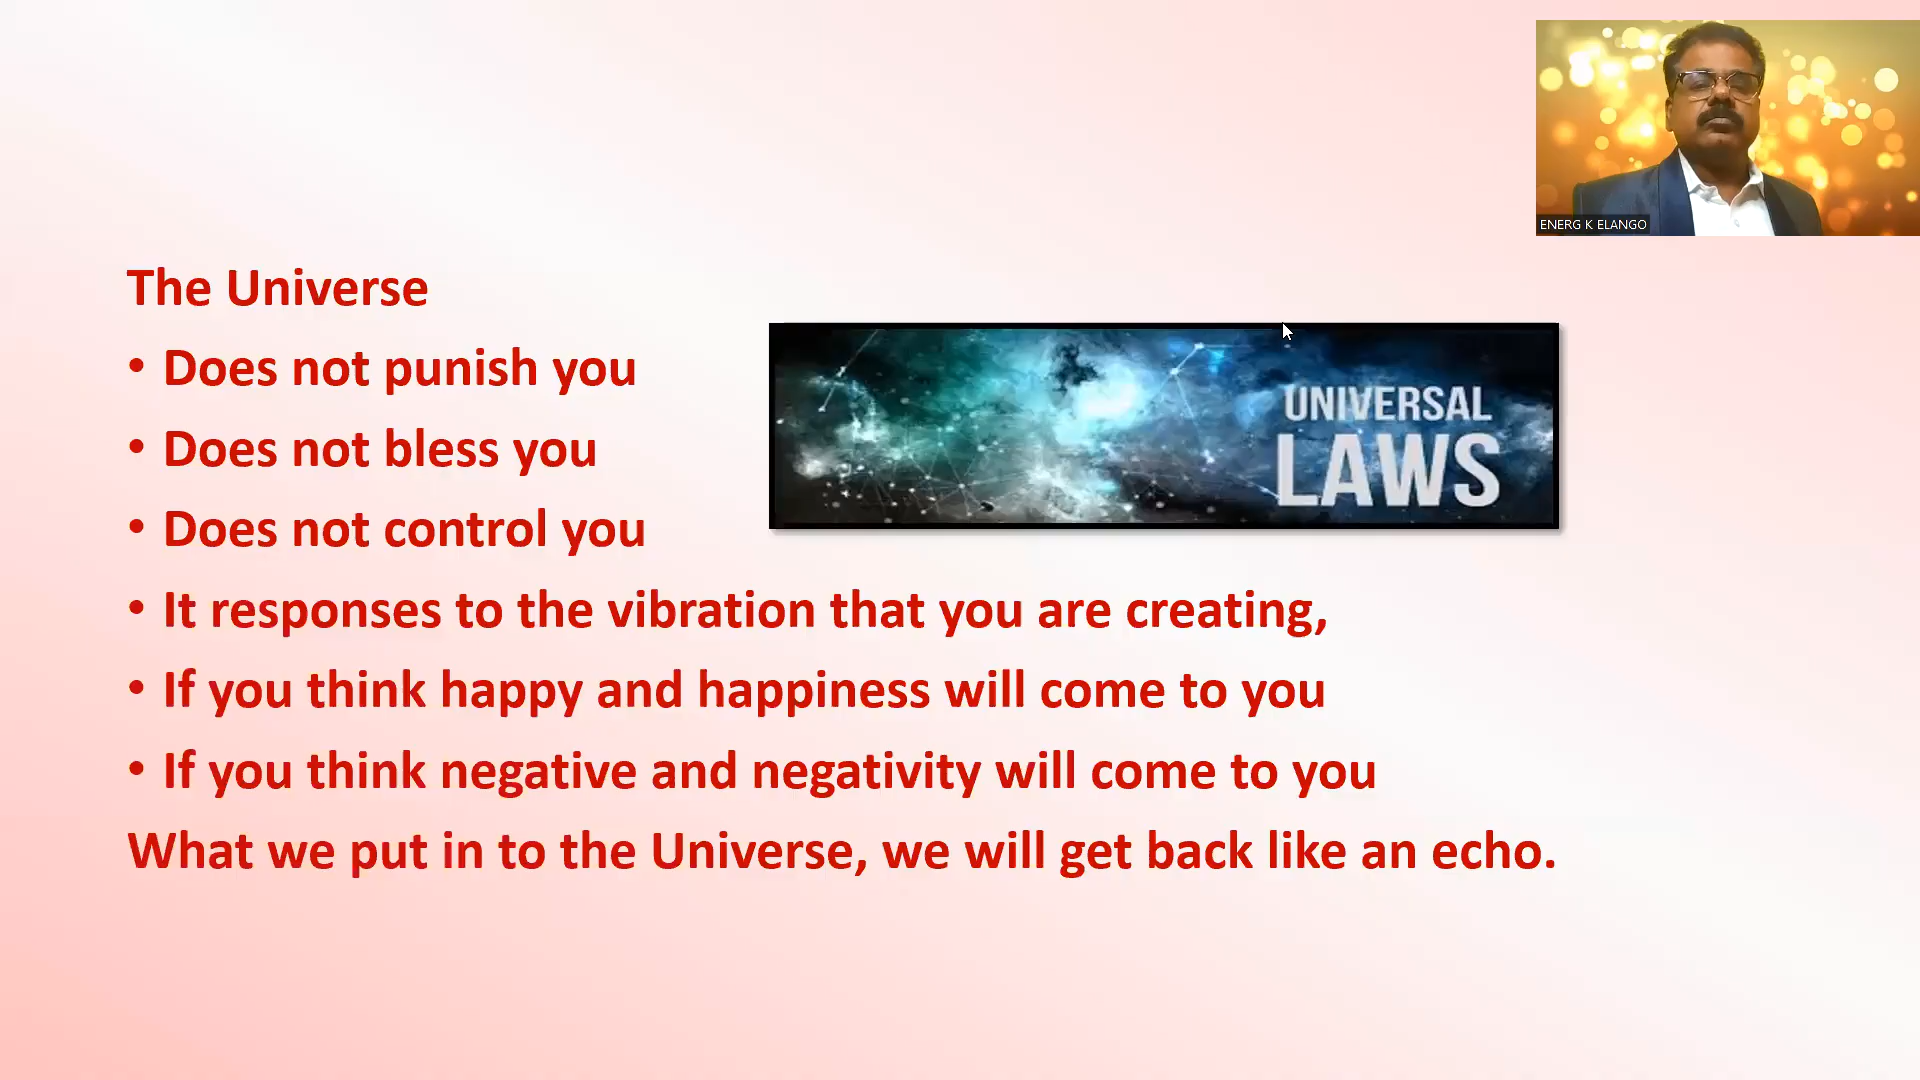 ENERG K ELANGO
The Universe
• Does not punish you
• Does not bless you
• Does not control you
UNIVERSAL
LAWS
• It responses to the vibration that you are creating,
• If you think happy and happiness will come to you
• If you think negative and negativity will come to you
What we put in to the Universe, we will get back like an echo.